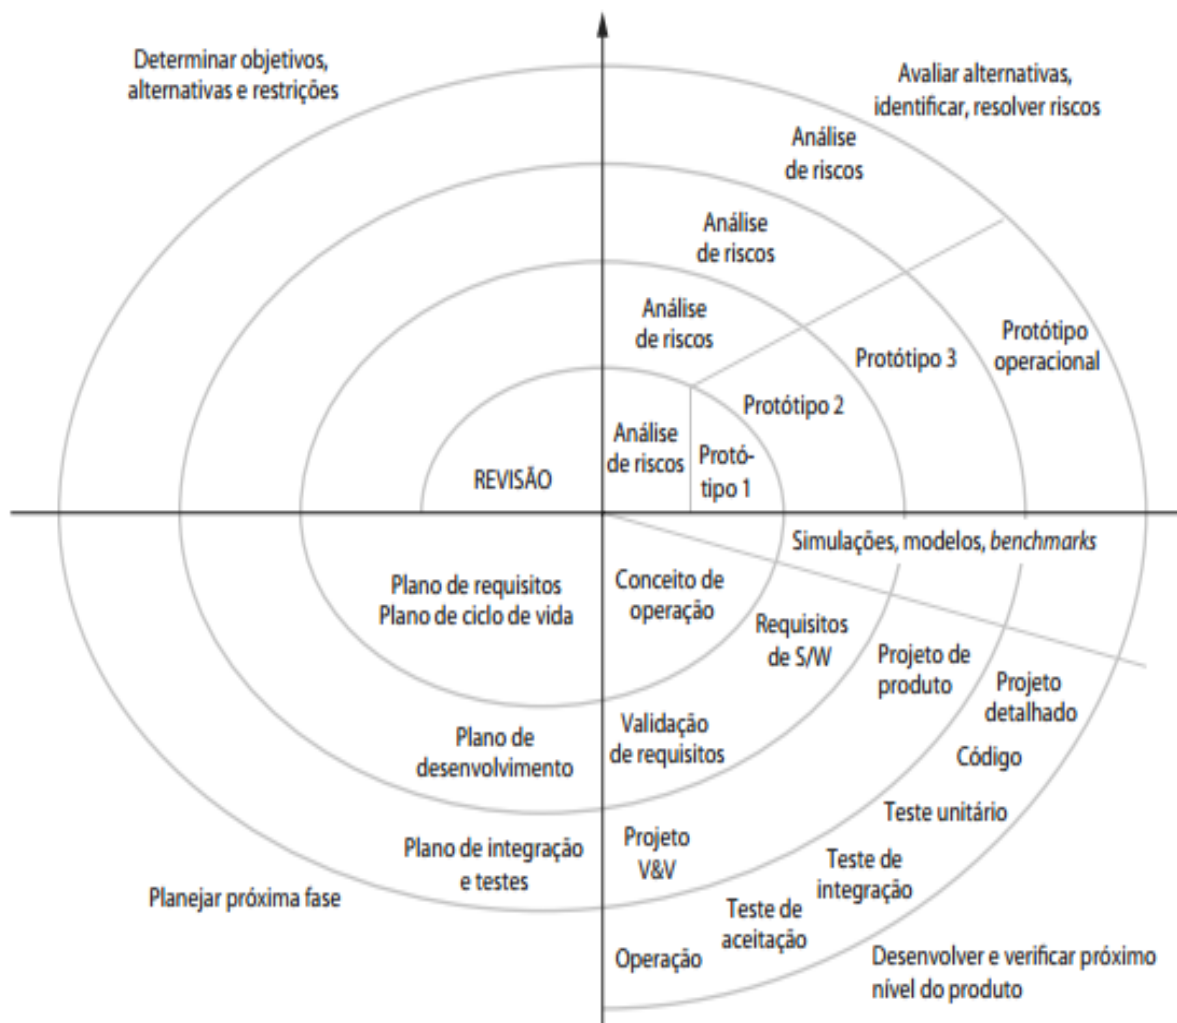 Determinar objetivos,
alternativas e restrições
Avaliar alternativas,
identificar, resolver riscos
Análise
de riscos
Análise
de riscos
Análise
de riscos
Protótipo
operacional
Protótipo 3
Protótipo 2
Análise
de riscos
Protó-
tipo 1
REVISÃO
Simulações, modelos, benchmarks
Plano de requisitos
Plano de ciclo de vida
Conceito de
operação
Requisitos
de S/W
Projeto de
produto
Projeto
detalhado
Plano de
desenvolvimento
Validação
de requisitos
Código
Teste unitário
Plano de integração
e testes
Projeto
V&V
Teste de
integração
Planejar próxima fase
Teste de
aceitação
Operação
Desenvolver e verificar próximo
nível do produto